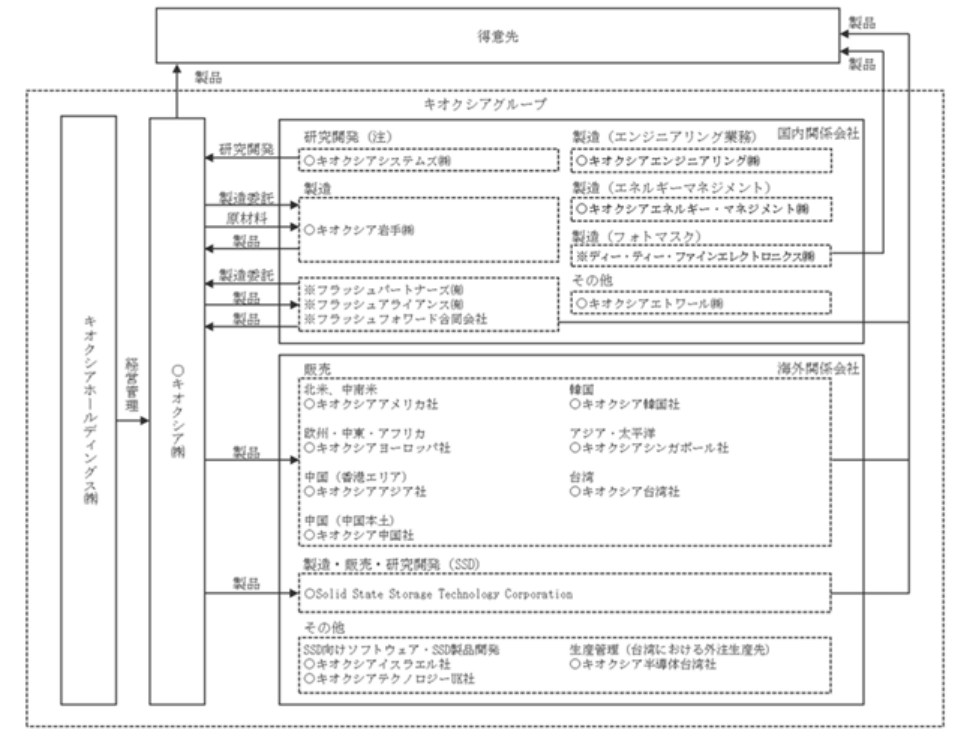 得意先
製品
製品
製品
キオクシアグループ
キオクシアホールディングス㈱
経営管理
○キオクシア㈱
国内関係会社
研究開発
研究開発（注）
○キオクシアシステムズ㈱
製造委託
原材料
製品
製造
○キオクシア岩手㈱
製造委託
製品
製品
※フラッシュパートナーズ㈲
※フラッシュアライアンス㈲
※フラッシュフォワード合同会社
製造（エンジニアリング業務）
○キオクシアエンジニアリング㈱
製造（エネルギーマネジメント）
○キオクシアエネルギー・マネジメント㈱
製造（フォトマスク）
※ディー・ティー・ファインエレクトロニクス㈱
その他
○キオクシアエトワール㈱
海外関係会社
製品
販売
北米、中南米
○キオクシアアメリカ社
欧州・中東・アフリカ
○キオクシアヨーロッパ社
中国（香港エリア）
○キオクシアアジア社
中国（中国本土）
○キオクシア中国社
韓国
○キオクシア韓国社
アジア・太平洋
○キオクシアシンガポール社
台湾
○キオクシア台湾社
製品
製造・販売・研究開発（SSD）
○Solid State Storage Technology Corporation
その他
SSD向けソフトウェア・SSD製品開発
○キオクシアイスラエル社
○キオクシアテクノロジーUK社
生産管理（台湾における外注生産先）
○キオクシア半導体台湾社